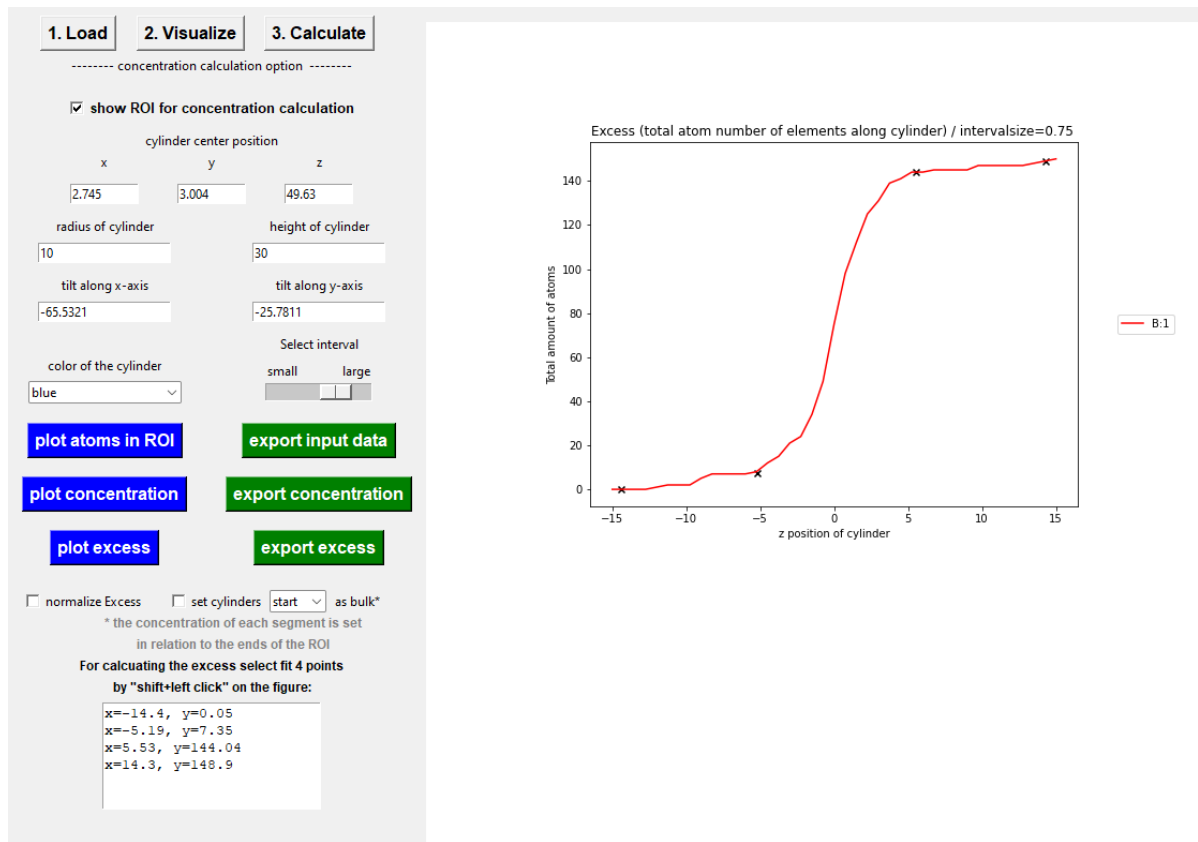 1. Load 2. Visualize 3. Calculate
-------- concentration calculation option --------
show ROI for concentration calculation
cylinder center position
x y z
2.745 3.004 49.63
radius of cylinder height of cylinder
10 30
tilt along x-axis tilt along y-axis
-65.5321 -25.7811
Select interval
color of the cylinder small large
blue
plot atoms in ROI export input data
plot concentration export concentration
plot excess export excess
normalize Excess set cylinders start as bulk*
* the concentration of each segment is set
in relation to the ends of the ROI
For calcuating the excess select fit 4 points
by "shift+left click" on the figure:
x=-14.4, y=0.05
x=-5.19, y=7.35
x=5.53, y=144.04
x=14.3, y=148.9
Excess (total atom number of elements along cylinder) / intervalsize=0.75
Total amount of atoms
140
120
100
80
60
40
20
0
−15 −10 −5 0 5 10 15
z position of cylinder
B:1